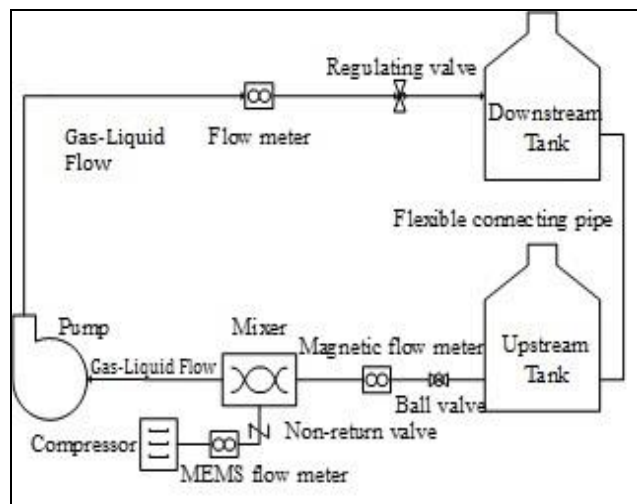 Regulating valve
Gas-Liquid
Flow
Flow meter
Downstream
Tank
Flexible connecting pipe
Pump
Mixer
Magnetic flow meter
Upstream
Tank
Gas-Liquid Flow
Ball valve
Compressor
Non-return valve
MEMS flow meter